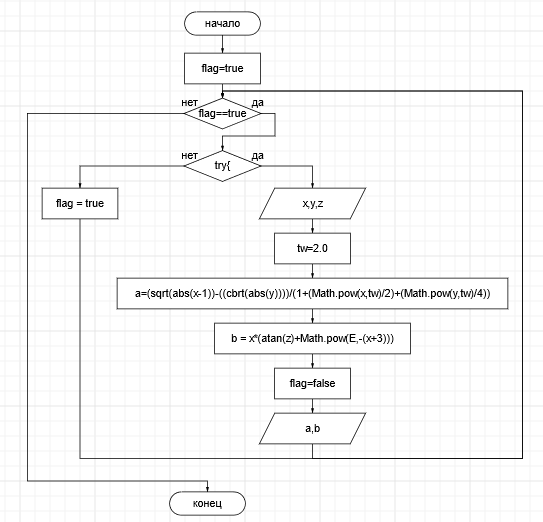 начало
flag=true
нет
да
flag==true
нет
да
try{
flag = true
x,y,z
tw=2.0
a=(sqrt(abs(x-1))-((cbrt(abs(y))))/(1+(Math.pow(x,tw)/2)+(Math.pow(y,tw)/4))
b = x*(atan(z)+Math.pow(E,-(x+3)))
flag=false
a,b
конец